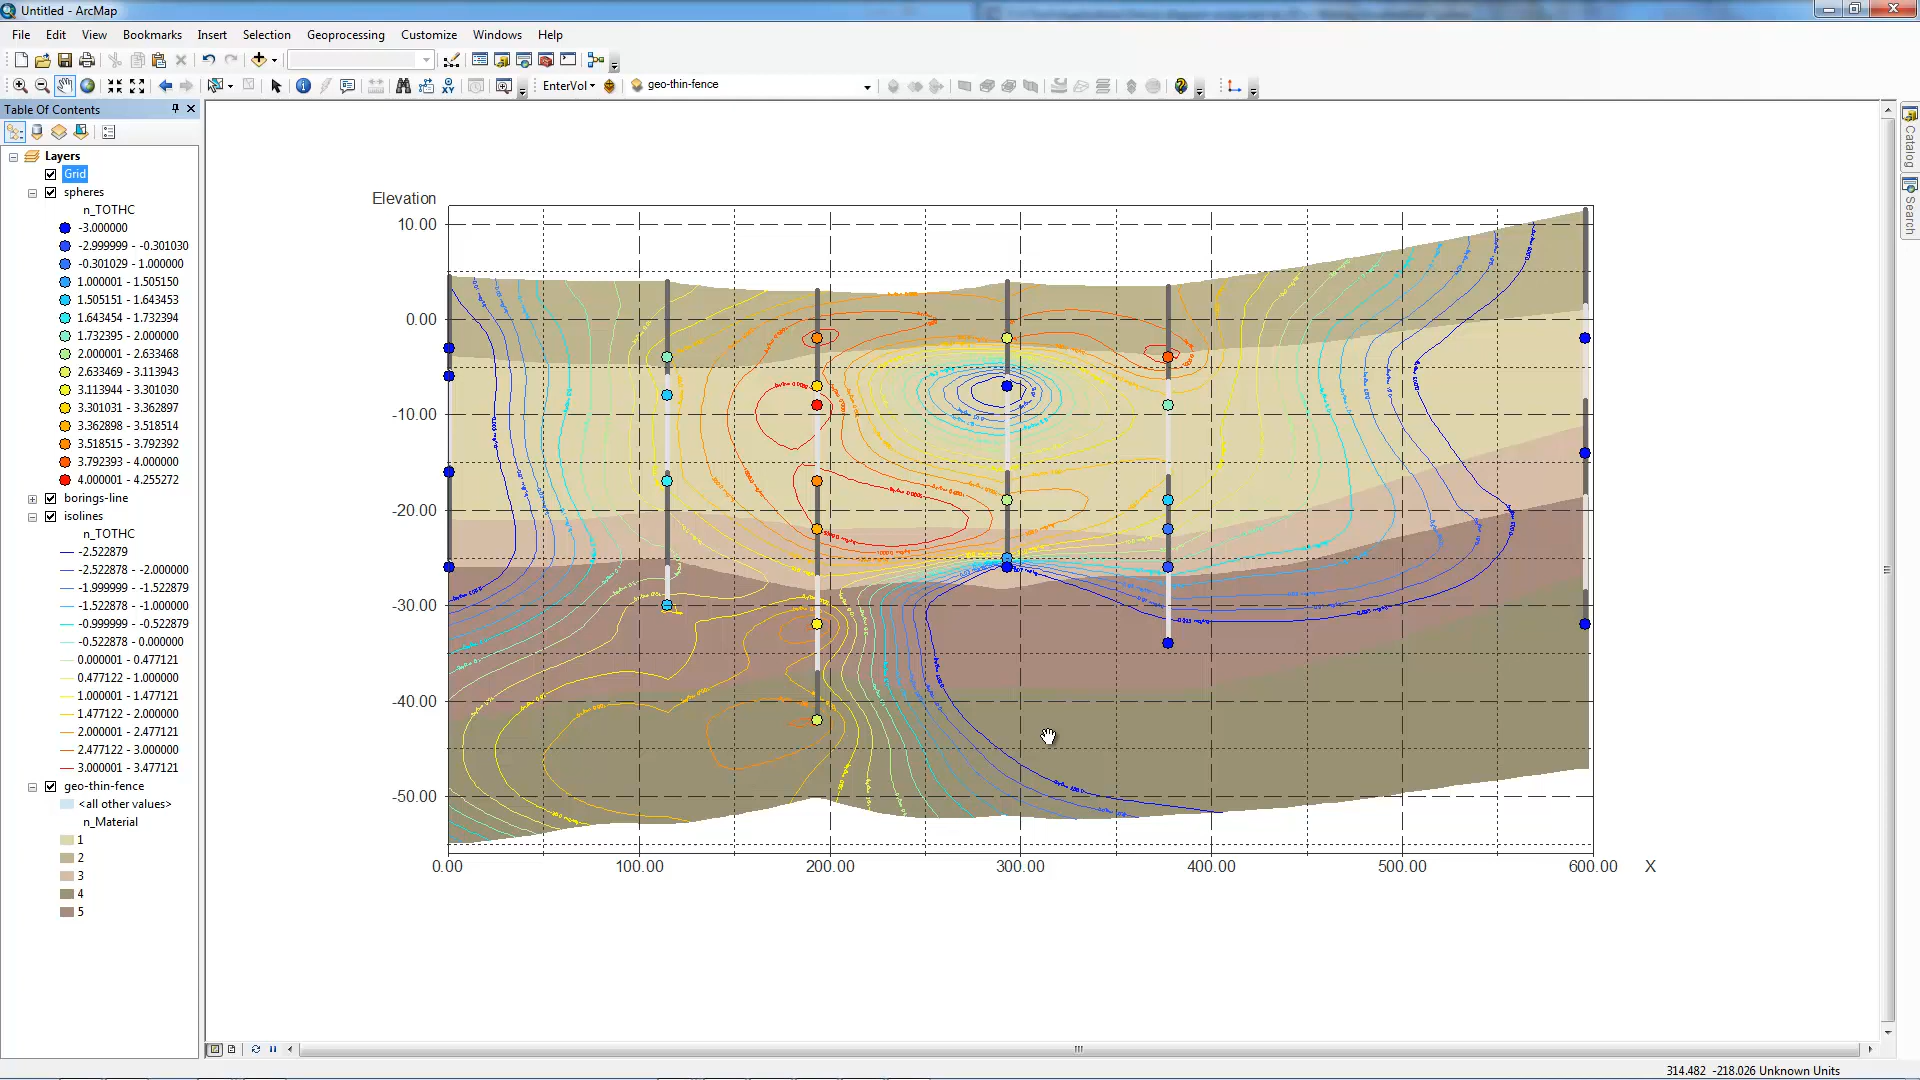 Untitled - ArcMap
File Edit View Bookmarks Insert Selection Geoprocessing Customize Windows Help
EnterVol geo-thin-fence
Table Of Contents
Layers
Grid
spheres
n_TOTHC
-3.000000
-2.999999 - -0.301030
-0.301029 - 1.000000
1.000001 - 1.505150
1.505151 - 1.643453
1.643454 - 1.732394
1.732395 - 2.000000
2.000001 - 2.633468
2.633469 - 3.113943
3.113944 - 3.301030
3.301031 - 3.362897
3.362898 - 3.518514
3.518515 - 3.792392
3.792393 - 4.000000
4.000001 - 4.255272
borings-line
isolines
n_TOTHC
-2.522879
-2.522878 - -2.000000
-1.999999 - -1.522879
-1.522878 - -1.000000
-0.999999 - -0.522879
-0.522878 - 0.000000
0.000001 - 0.477121
0.477122 - 1.000000
1.000001 - 1.477121
1.477122 - 2.000000
2.000001 - 2.477121
2.477122 - 3.000000
3.000001 - 3.477121
geo-thin-fence
<all other values>
n_Material
1
2
3
4
5
Elevation
10.00
0.00
-10.00
-20.00
-30.00
-40.00
-50.00
0.00 100.00 200.00 300.00 400.00 500.00 600.00 X
Catalog
Search
314.482 -218.026 Unknown Units